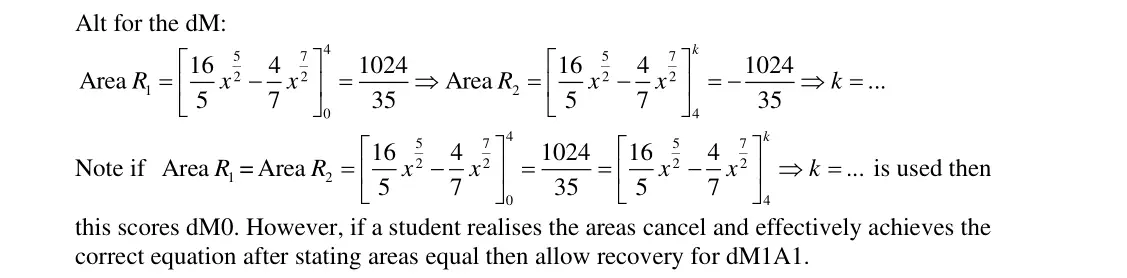 Alt for the dM:
Area R₁ = [16/5 x^(5/2) − 4/7 x^(7/2)]₀⁴ = 1024/35 ⇒ Area R₂ = [16/5 x^(5/2) − 4/7 x^(7/2)]₄ᵏ = −1024/35 ⇒ k = ...
Note if Area R₁ = Area R₂ = [16/5 x^(5/2) − 4/7 x^(7/2)]₀⁴ = 1024/35 = [16/5 x^(5/2) − 4/7 x^(7/2)]₄ᵏ ⇒ k = ... is used then
this scores dM0. However, if a student realises the areas cancel and effectively achieves the
correct equation after stating areas equal then allow recovery for dM1A1.